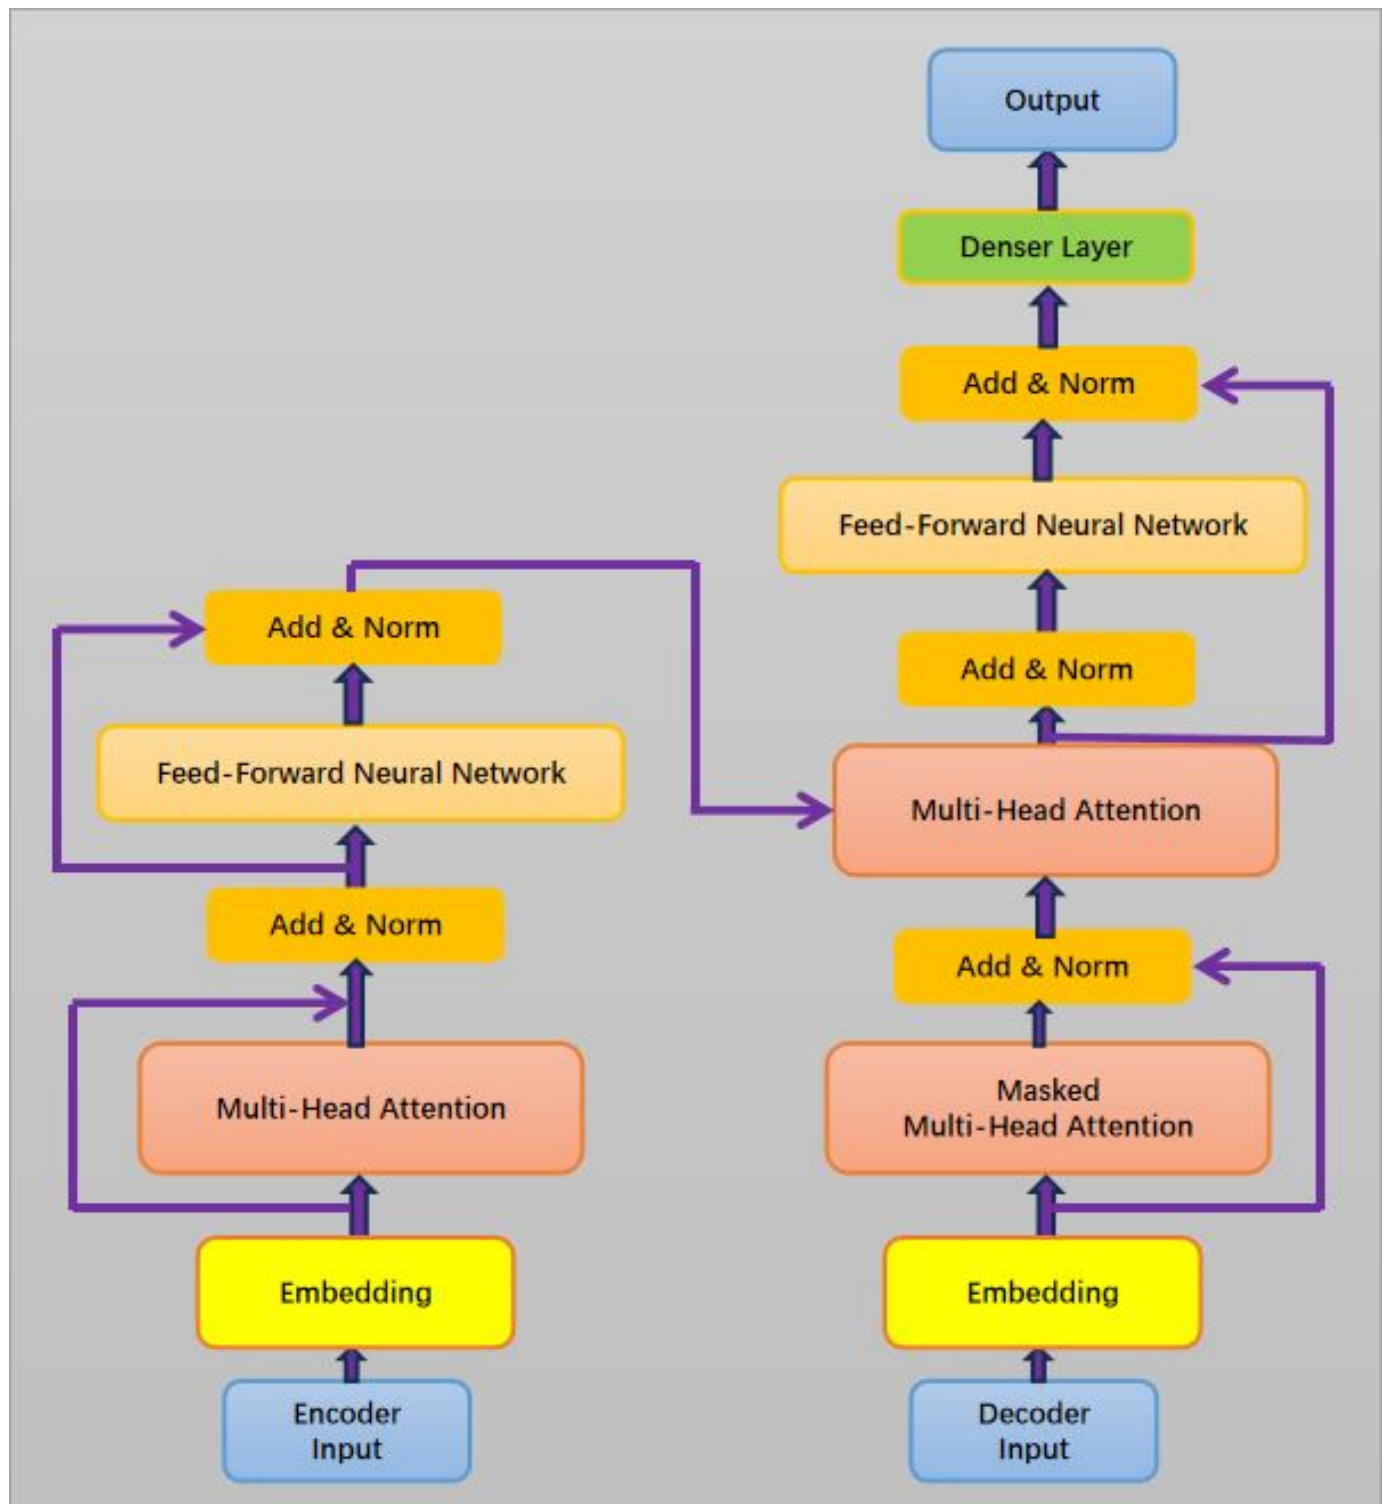 Output
Denser Layer
Add & Norm
Feed-Forward Neural Network
Add & Norm
Multi-Head Attention
Add & Norm
Masked
Multi-Head Attention
Embedding
Decoder
Input
Add & Norm
Feed-Forward Neural Network
Add & Norm
Multi-Head Attention
Embedding
Encoder
Input